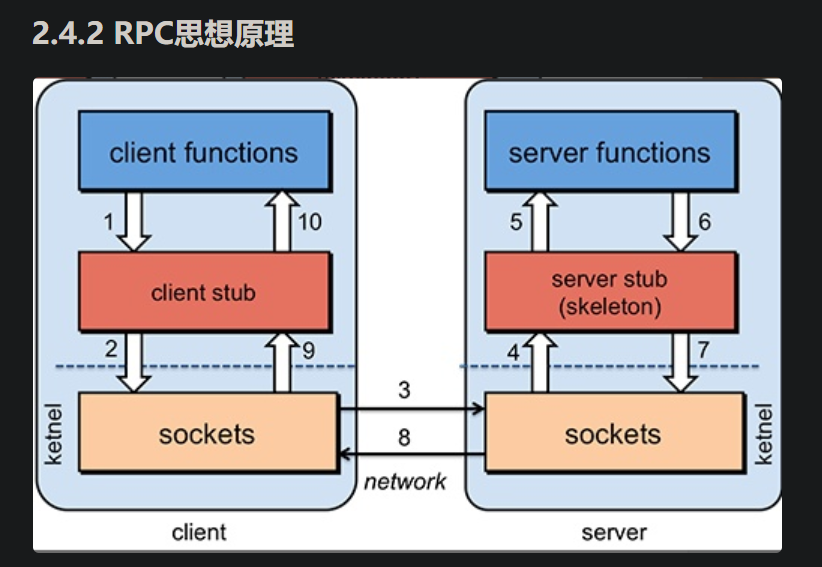 2.4.2 RPC思想原理
client functions
server functions
1
10
5
6
client stub
server stub
(skeleton)
2
9
4
7
3
sockets
sockets
8
ketnel
ketnel
network
client
server